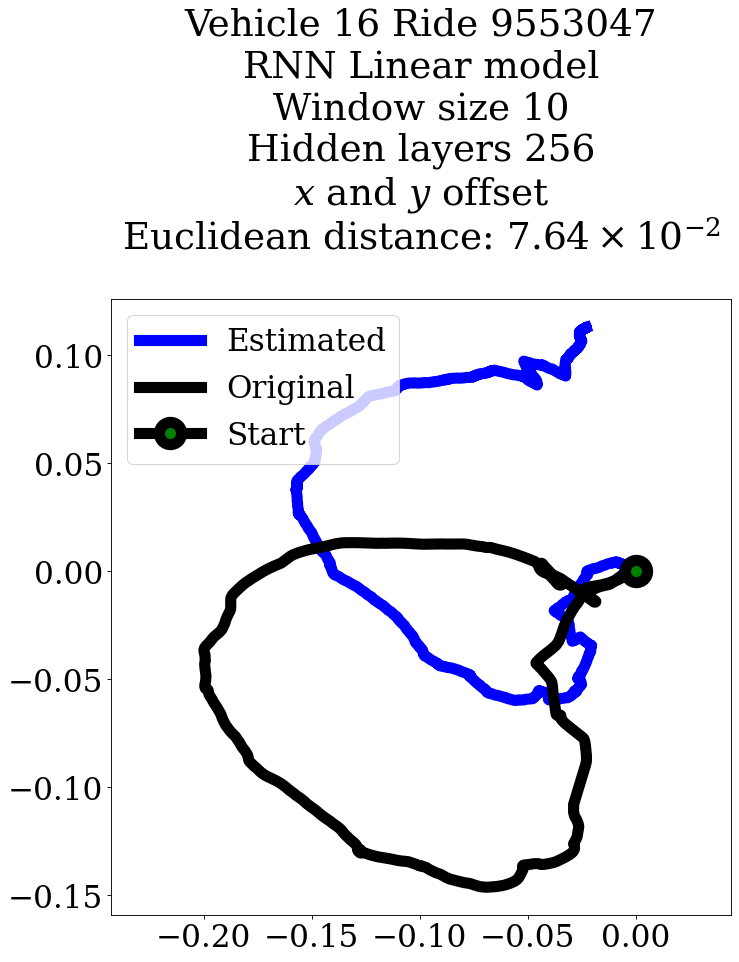 Vehicle 16 Ride 9553047
RNN Linear model
Window size 10
Hidden layers 256
x and y offset
Euclidean distance: 7.64 × 10⁻²
Estimated
Original
Start
0.10
0.05
0.00
−0.05
−0.10
−0.15
−0.20 −0.15 −0.10 −0.05 0.00